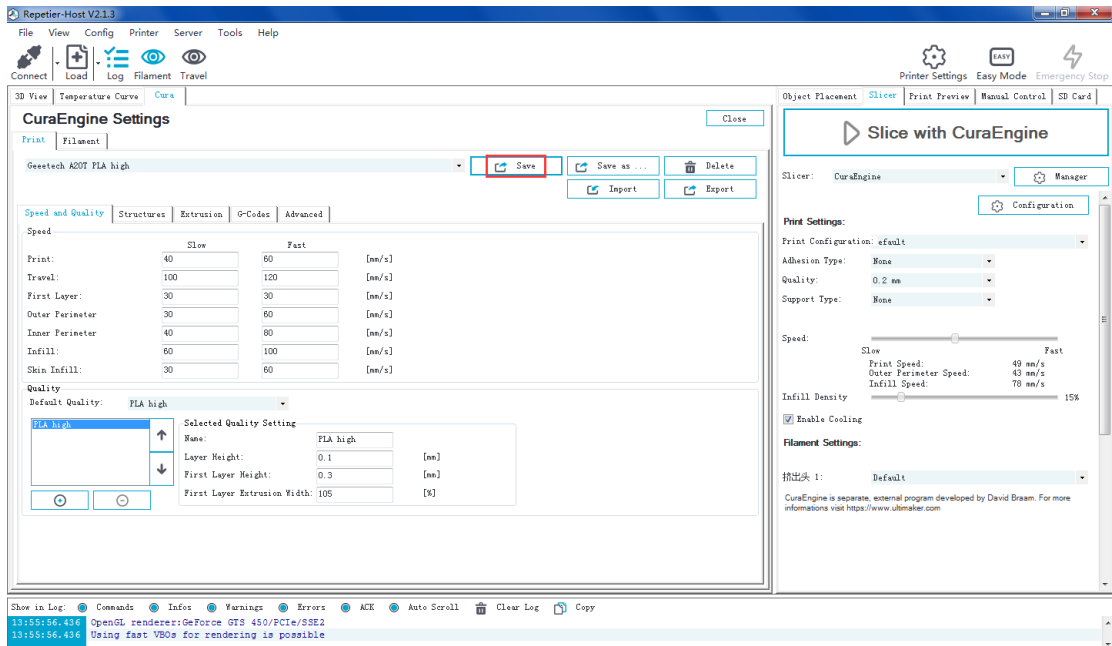 Repetier-Host V2.1.3
File View Config Printer Server Tools Help
Connect Load Log Filament Travel Printer Settings Easy Mode Emergency Stop
EASY
3D View Temperature Curve Cura Object Placement Slicer Print Preview Manual Control SD Card
CuraEngine Settings
Close
Print Filament
Geeetech A20T PLA high
Save
Save as ...
Delete
Import
Export
Speed and Quality Structures Extrusion G-Codes Advanced
Speed
Slow Fast
Print: 40 60 [mm/s]
Travel: 100 120 [mm/s]
First Layer: 30 30 [mm/s]
Outer Perimeter 30 60 [mm/s]
Inner Perimeter 40 80 [mm/s]
Infill: 60 100 [mm/s]
Skin Infill: 30 60 [mm/s]
Quality
Default Quality: PLA high
PLA high
Selected Quality Setting
Name: PLA high
Layer Height: 0.1 [mm]
First Layer Height: 0.3 [mm]
First Layer Extrusion Width: 105 [%]
Slice with CuraEngine
Slicer: CuraEngine Manager
Configuration
Print Settings:
Print Configuration: efault
Adhesion Type: None
Quality: 0.2 mm
Support Type: None
Speed:
Slow Fast
Print Speed: 49 mm/s
Outer Perimeter Speed: 43 mm/s
Infill Speed: 78 mm/s
Infill Density 15%
Enable Cooling
Filament Settings:
挤出头 1: Default
CuraEngine is separate, external program developed by David Braam. For more
informations visit https://www.ultimaker.com
Show in Log: Commands Infos Warnings Errors ACK Auto Scroll Clear Log Copy
13:55:56.436 OpenGL renderer:GeForce GTS 450/PCIe/SSE2
13:55:56.436 Using fast VBOs for rendering is possible